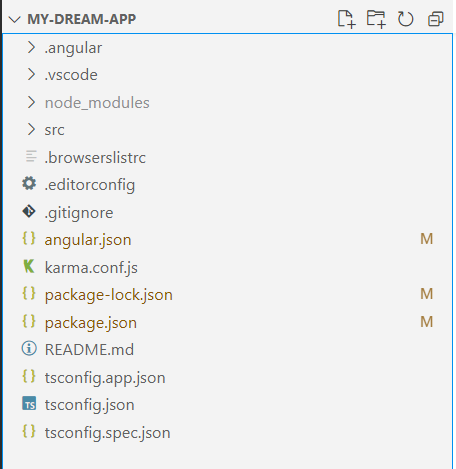 MY-DREAM-APP
.angular
.vscode
node_modules
src
.browserslistrc
.editorconfig
.gitignore
{} angular.json M
karma.conf.js
{} package-lock.json M
{} package.json M
README.md
{} tsconfig.app.json
TS tsconfig.json
{} tsconfig.spec.json